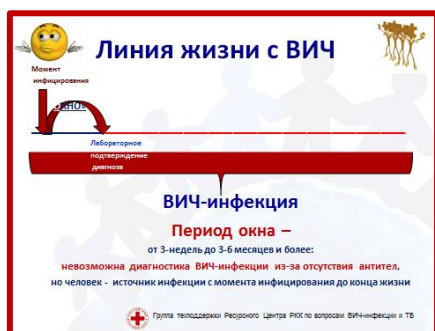 Линия жизни с ВИЧ
Момент
инфицирования
Лабораторное
подтверждение
диагноза
ВИЧ-инфекция
Период окна –
от 3-недель до 3-6 месяцев и более:
невозможна диагностика ВИЧ-инфекции из-за отсутствия антител,
но человек - источник инфекции с момента инфицирования до конца жизни
Группа техподдержки Ресурсного Центра РКК по вопросам ВИЧ-инфекции и ТБ